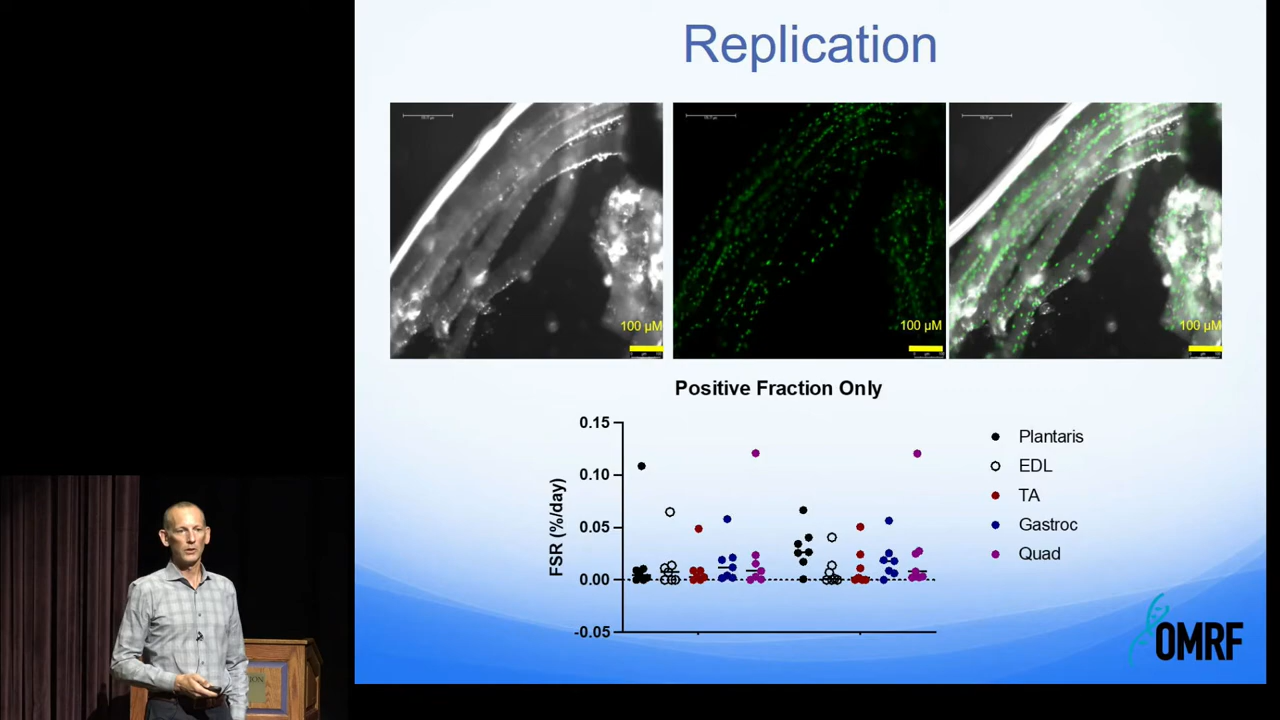 Replication
100 µM
100 µM
100 µM
Positive Fraction Only
0.15
0.10
0.05
0.00
-0.05
FSR (%/day)
Plantaris
EDL
TA
Gastroc
Quad
OMRF